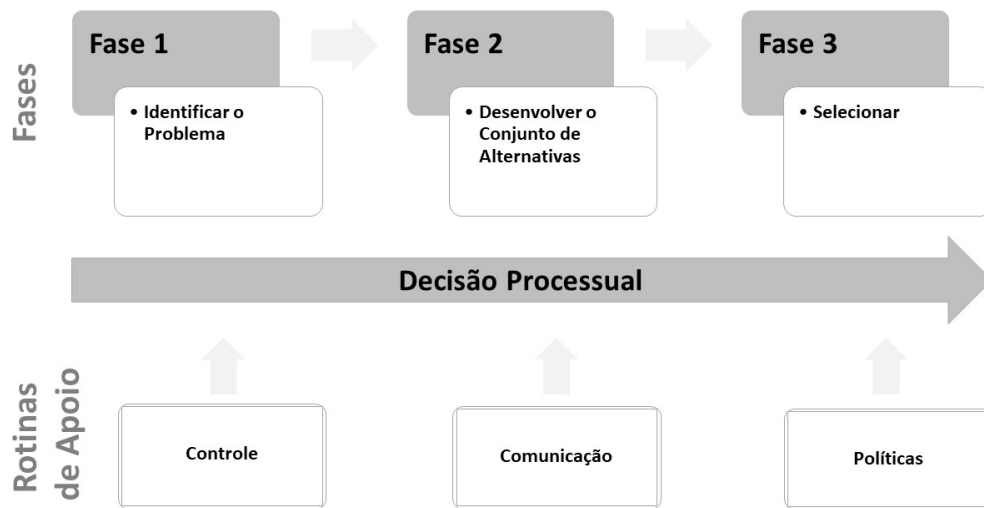 Fases
Fase 1
Fase 2
Fase 3
• Identificar o
Problema
• Desenvolver o
Conjunto de
Alternativas
• Selecionar
Decisão Processual
Rotinas
de Apoio
Controle
Comunicação
Políticas